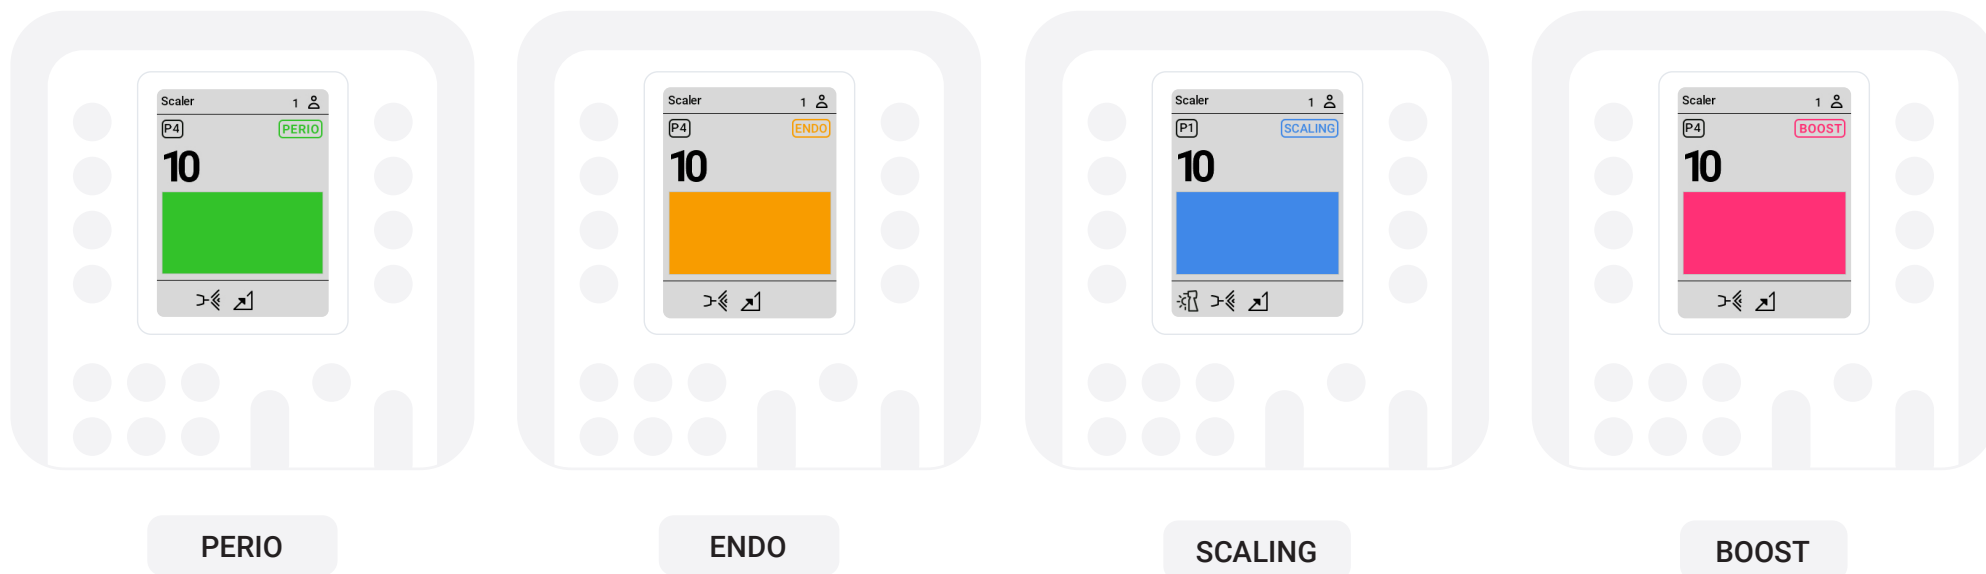 Scaler 1
P4 PERIO
10
Scaler 1
P4 ENDO
10
Scaler 1
P1 SCALING
10
Scaler 1
P4 BOOST
10
PERIO
ENDO
SCALING
BOOST